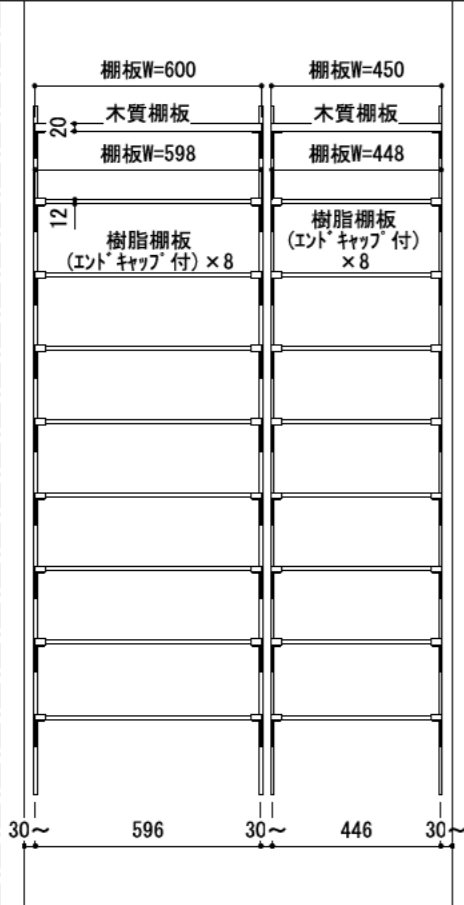 棚板W=600
棚板W=450
木質棚板
木質棚板
20
棚板W=598
棚板W=448
12
樹脂棚板
(ｴﾝﾄﾞｷｬｯﾌﾟ付)×8
樹脂棚板
(ｴﾝﾄﾞｷｬｯﾌﾟ付)
×8
30～
596
30～
446
30～